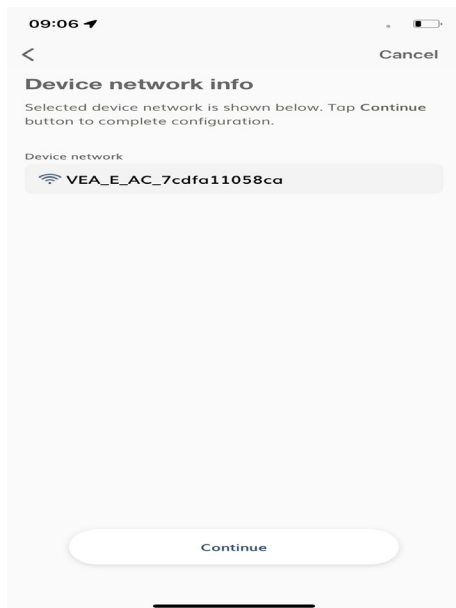 09:06
Cancel
Device network info
Selected device network is shown below. Tap Continue
button to complete configuration.
Device network
VEA_E_AC_7cdfa11058ca
Continue